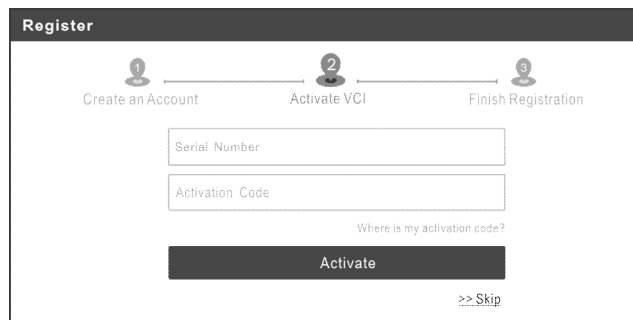 Register
1 2 3
Create an Account Activate VCI Finish Registration
Serial Number
Activation Code
Where is my activation code?
Activate
>> Skip